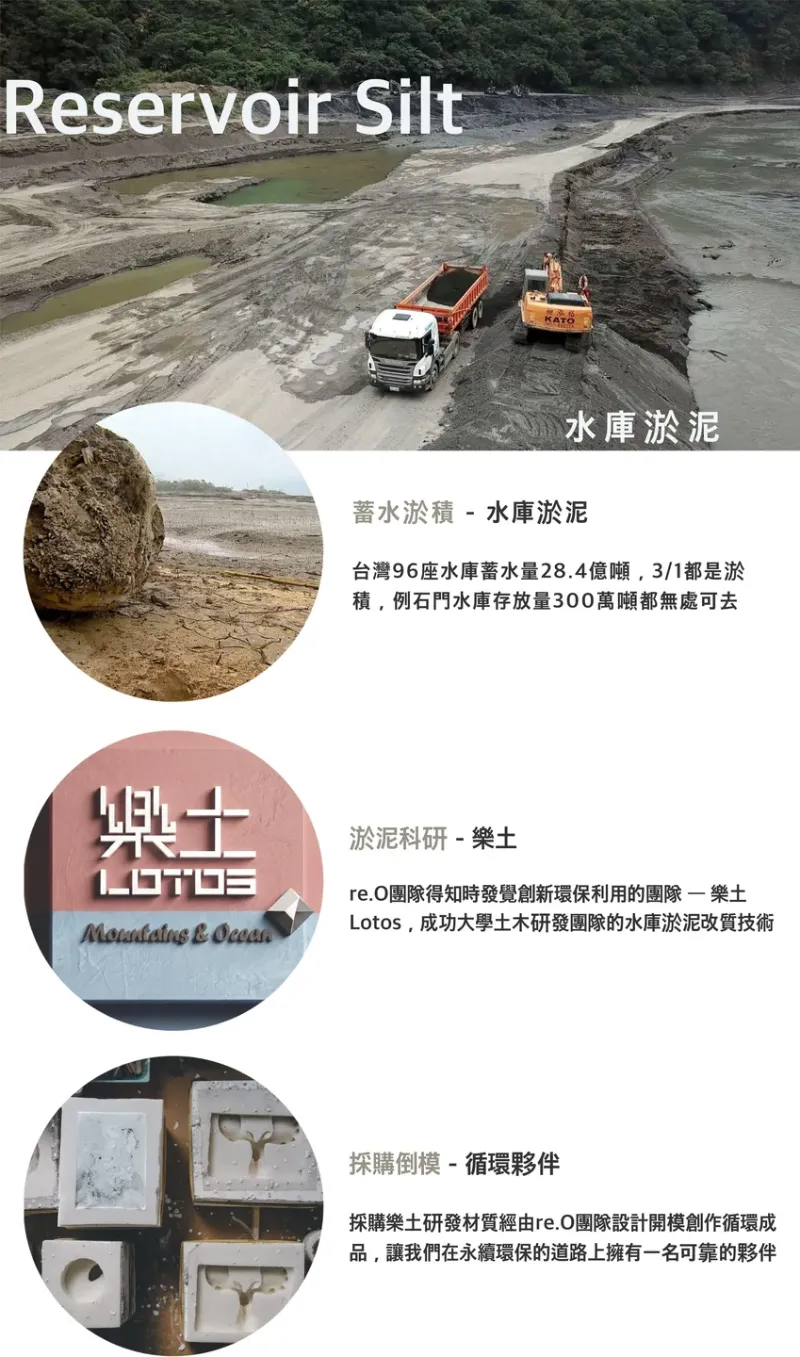 Reservoir Silt
KATO
水庫淤泥
蓄水淤積 - 水庫淤泥
台灣96座水庫蓄水量28.4億噸，3/1都是淤
積，例石門水庫存放量300萬噸都無處可去
樂土
LOTOS
Mountains & Ocean
淤泥科研 - 樂土
re.O團隊得知時發覺創新環保利用的團隊 — 樂土
Lotos，成功大學土木研發團隊的水庫淤泥改質技術
採購倒模 - 循環夥伴
採購樂土研發材質經由re.O團隊設計開模創作循環成
品，讓我們在永續環保的道路上擁有一名可靠的夥伴